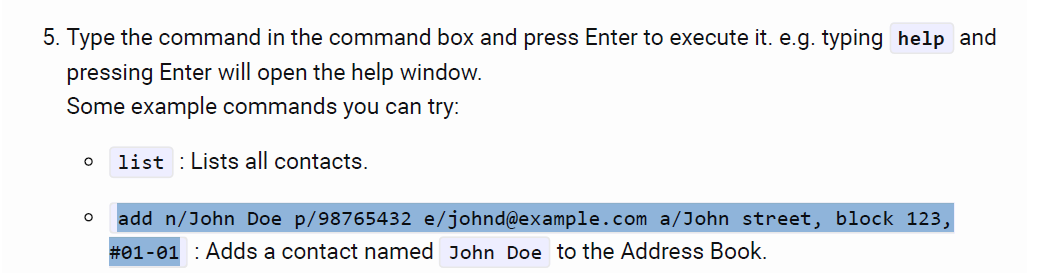 5. Type the command in the command box and press Enter to execute it. e.g. typing help and
pressing Enter will open the help window.
Some example commands you can try:
○ list : Lists all contacts.
○ add n/John Doe p/98765432 e/johnd@example.com a/John street, block 123,
#01-01 : Adds a contact named John Doe to the Address Book.